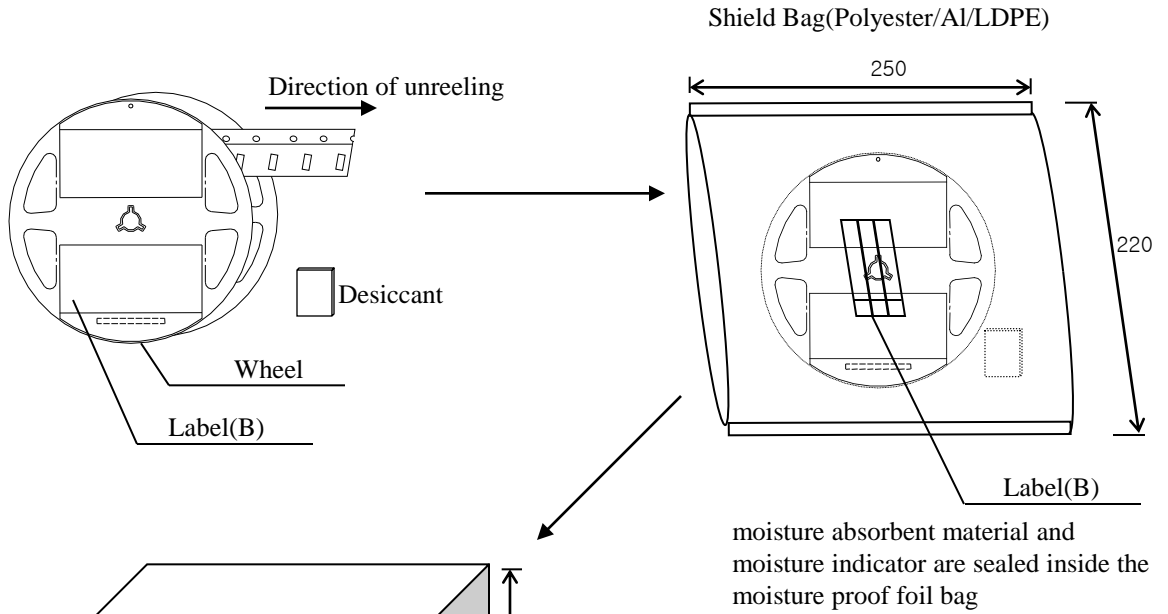 Shield Bag(Polyester/Al/LDPE)
250
Direction of unreeling
220
Desiccant
Wheel
Label(B)
Label(B)
moisture absorbent material and
moisture indicator are sealed inside the
moisture proof foil bag